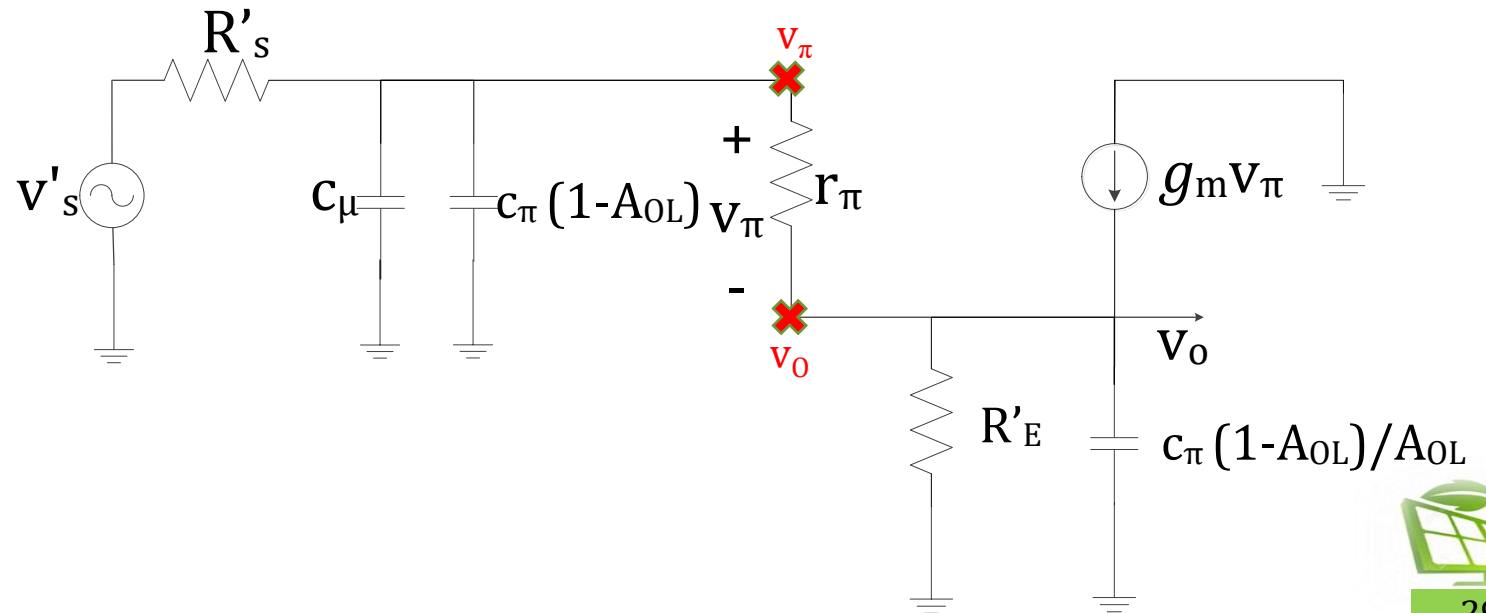 R's
vπ
+
v's
cμ
cπ (1-AOL)
vπ
rπ
gmvπ
-
vO
vo
R'E
cπ (1-AOL)/AOL